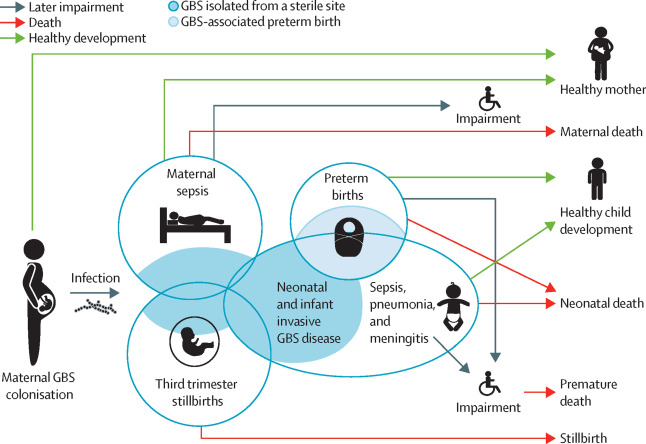 Later impairment
Death
Healthy development
GBS isolated from a sterile site
GBS-associated preterm birth
Healthy mother
Impairment
Maternal death
Maternal
sepsis
Preterm
births
Healthy child
development
Infection
Neonatal
and infant
invasive
GBS disease
Sepsis,
pneumonia,
and
meningitis
Neonatal death
Maternal GBS
colonisation
Third trimester
stillbirths
Impairment
Premature
death
Stillbirth